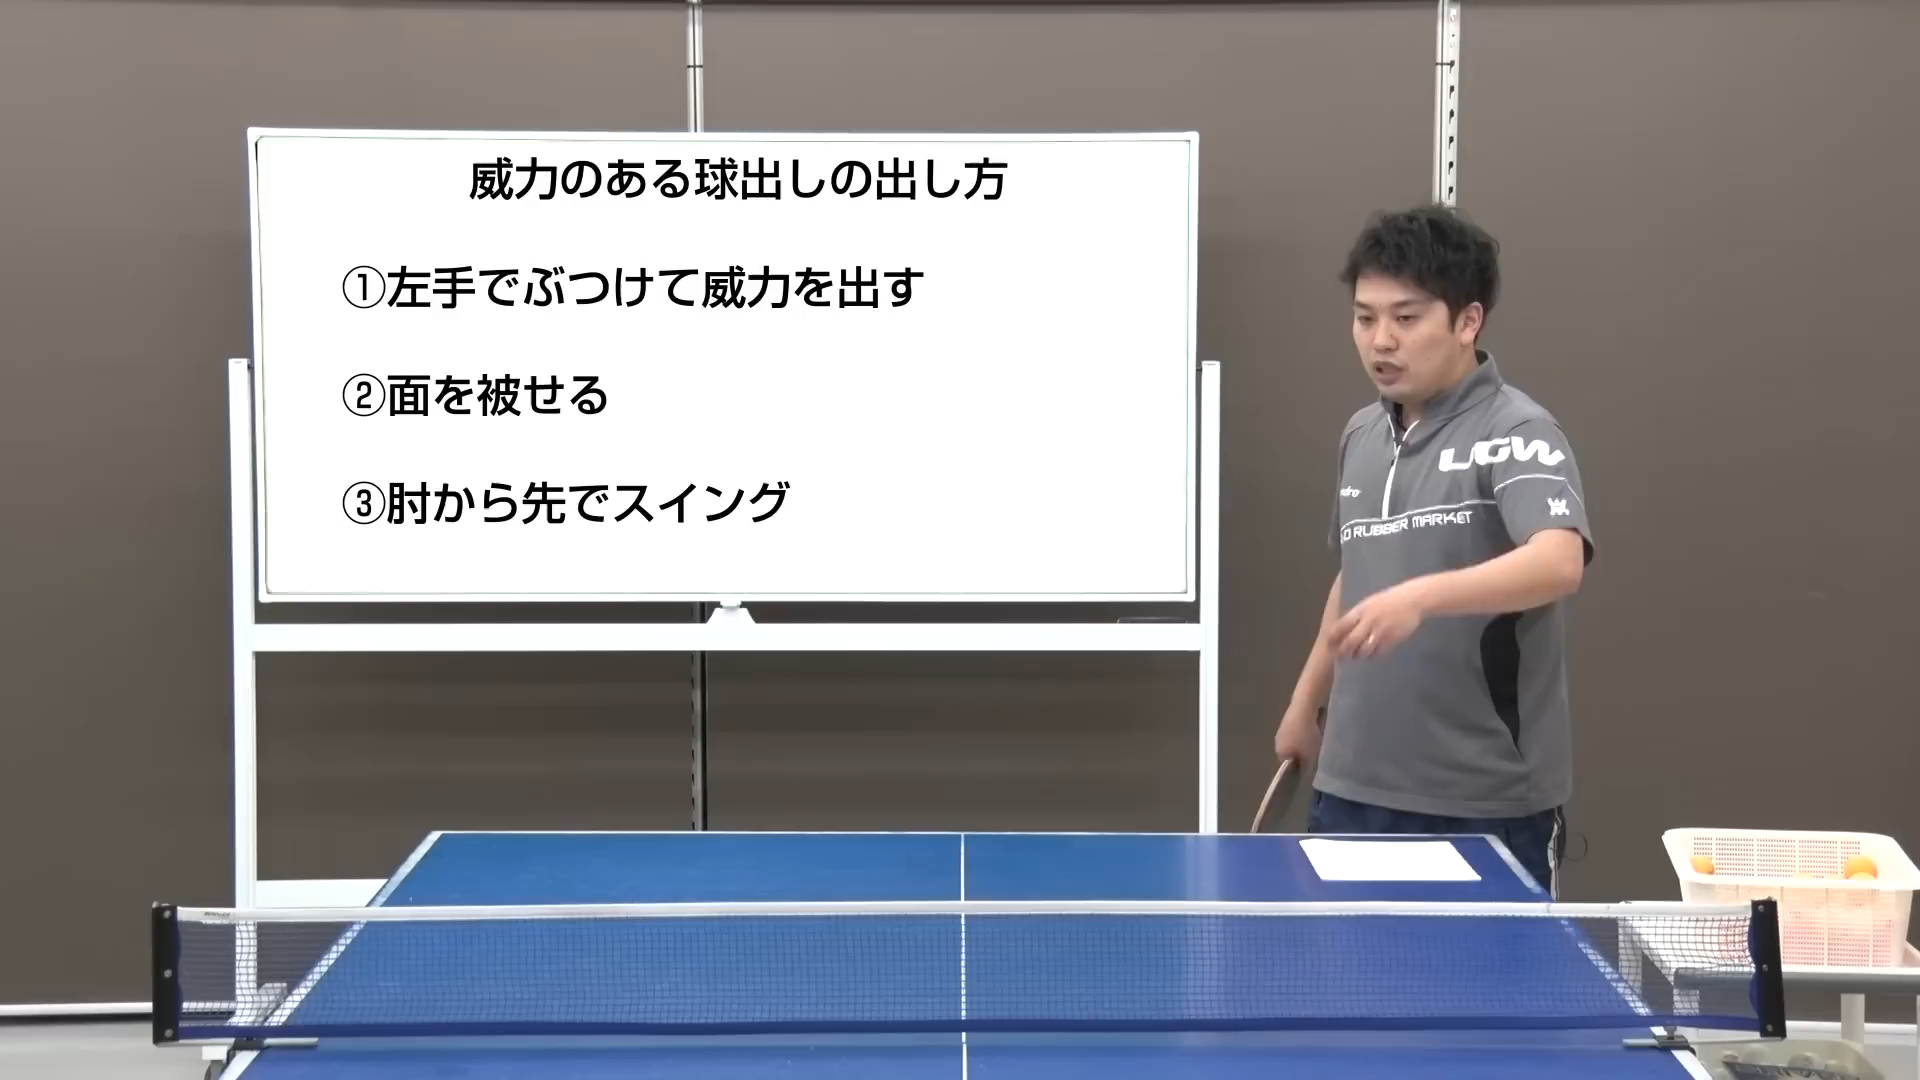 威力のある球出しの出し方
①左手でぶつけて威力を出す
②面を被せる
③肘から先でスイング
RUBBER MARKET